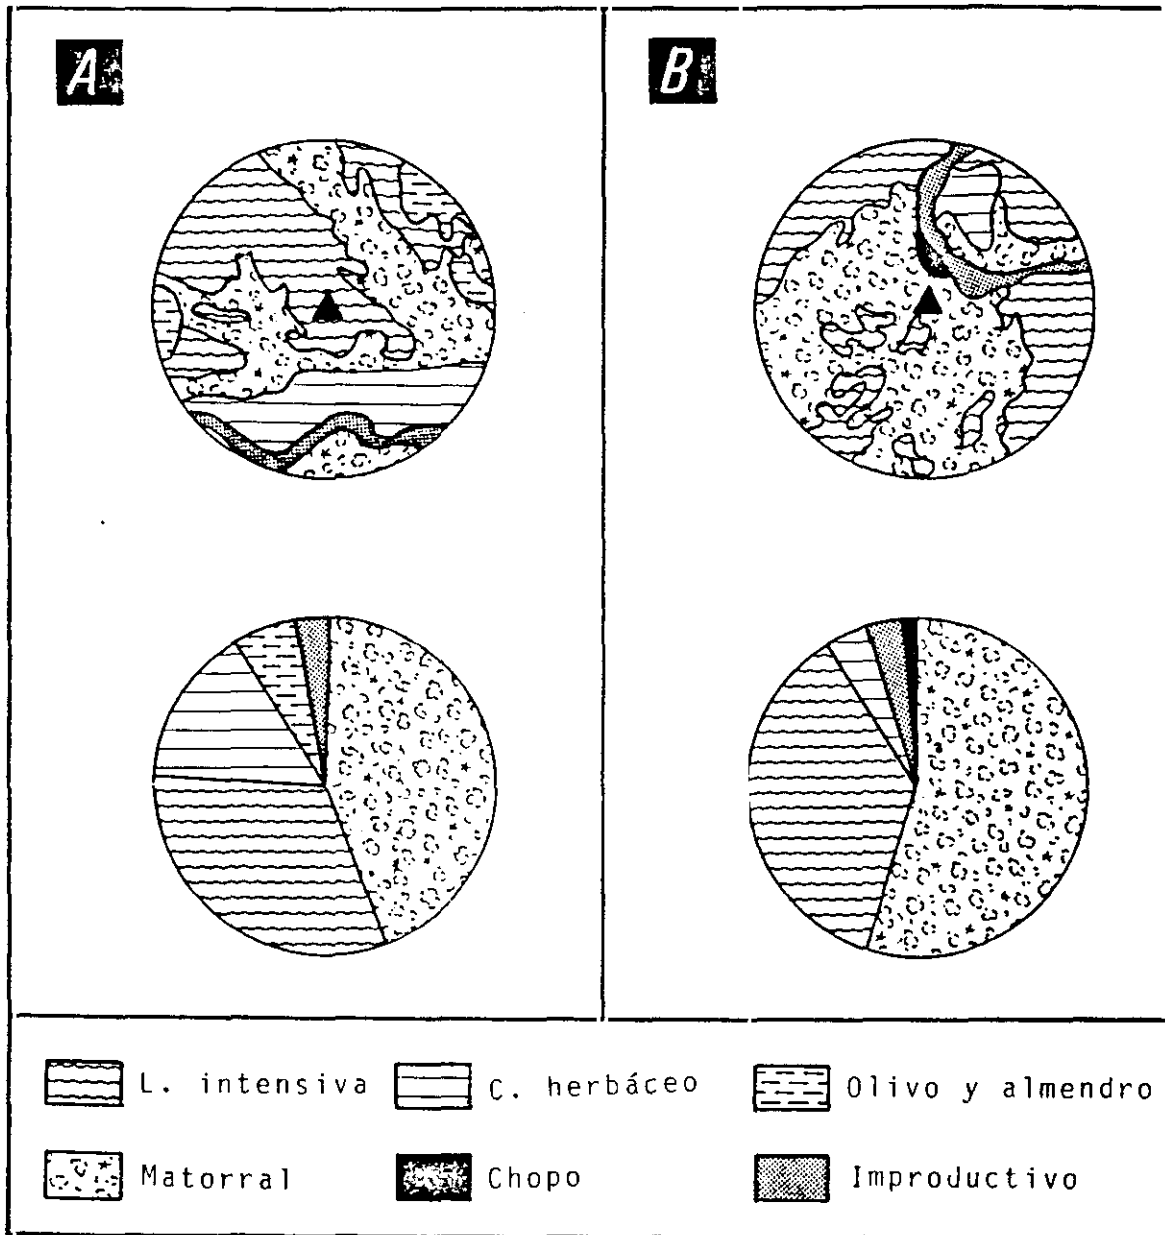 A
B
L. intensiva
C. herbáceo
Olivo y almendro
Matorral
Chopo
Improductivo